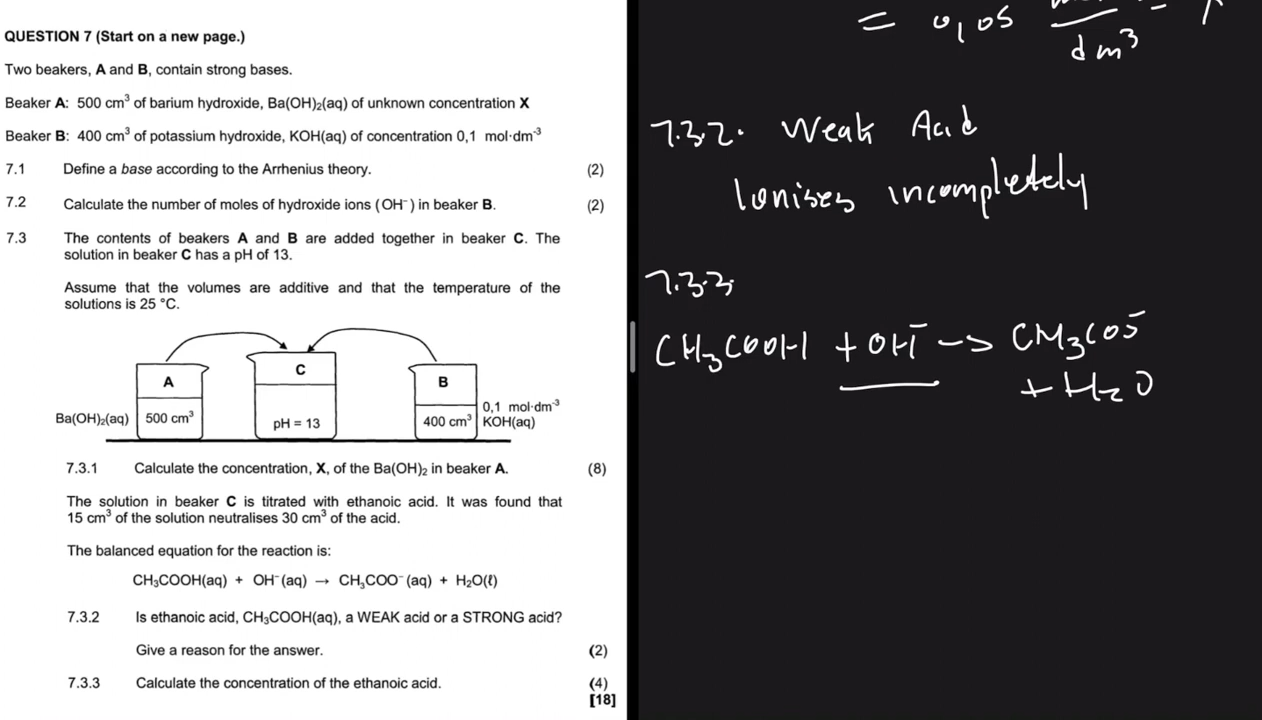 QUESTION 7 (Start on a new page.)
Two beakers, A and B, contain strong bases.
Beaker A: 500 cm³ of barium hydroxide, Ba(OH)₂(aq) of unknown concentration X
Beaker B: 400 cm³ of potassium hydroxide, KOH(aq) of concentration 0,1 mol·dm⁻³
7.1 Define a base according to the Arrhenius theory. (2)
7.2 Calculate the number of moles of hydroxide ions (OH⁻) in beaker B. (2)
7.3 The contents of beakers A and B are added together in beaker C. The
solution in beaker C has a pH of 13.
Assume that the volumes are additive and that the temperature of the
solutions is 25 °C.
A
B
C
Ba(OH)₂(aq)
500 cm³
pH = 13
400 cm³
0,1 mol·dm⁻³
KOH(aq)
7.3.1 Calculate the concentration, X, of the Ba(OH)₂ in beaker A. (8)
The solution in beaker C is titrated with ethanoic acid. It was found that
15 cm³ of the solution neutralises 30 cm³ of the acid.
The balanced equation for the reaction is:
CH₃COOH(aq) + OH⁻(aq) → CH₃COO⁻(aq) + H₂O(ℓ)
7.3.2 Is ethanoic acid, CH₃COOH(aq), a WEAK acid or a STRONG acid?
Give a reason for the answer. (2)
7.3.3 Calculate the concentration of the ethanoic acid. (4)
[18]
= 0,05
dm³
7.3.2. Weak Acid
Ionises incompletely
7.3.3.
CH₃COOH + OH⁻ → CH₃COO⁻
+ H₂O